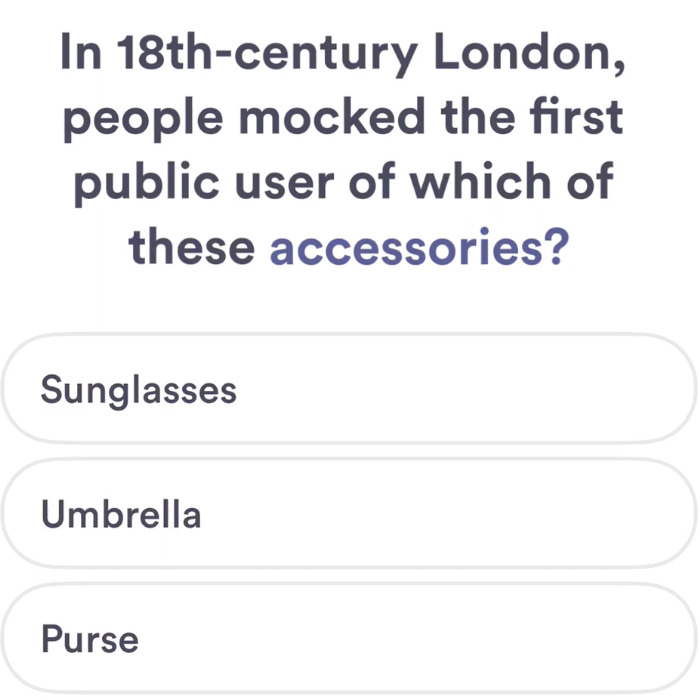 In 18th-century London,
people mocked the first
public user of which of
these accessories?
Sunglasses
Umbrella
Purse